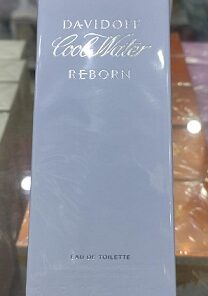 DAVIDOFF
Cool Water
REBORN
EAU DE TOILETTE